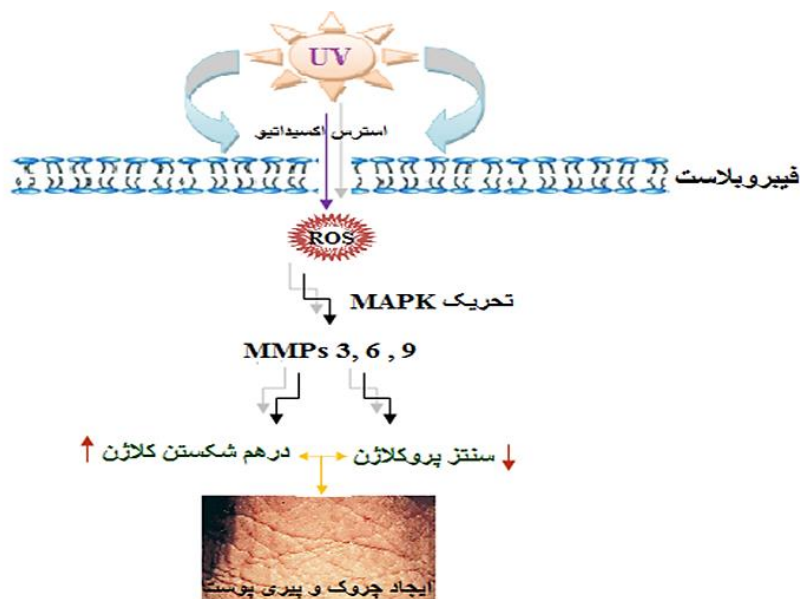 UV
استرس اکسیداتیو
فیبروبلاست
ROS
تحریک MAPK
MMPs 3, 6 , 9
سنتز پروکلاژن
درهم شکستن کلاژن
ایجاد چروک و پیری پوست